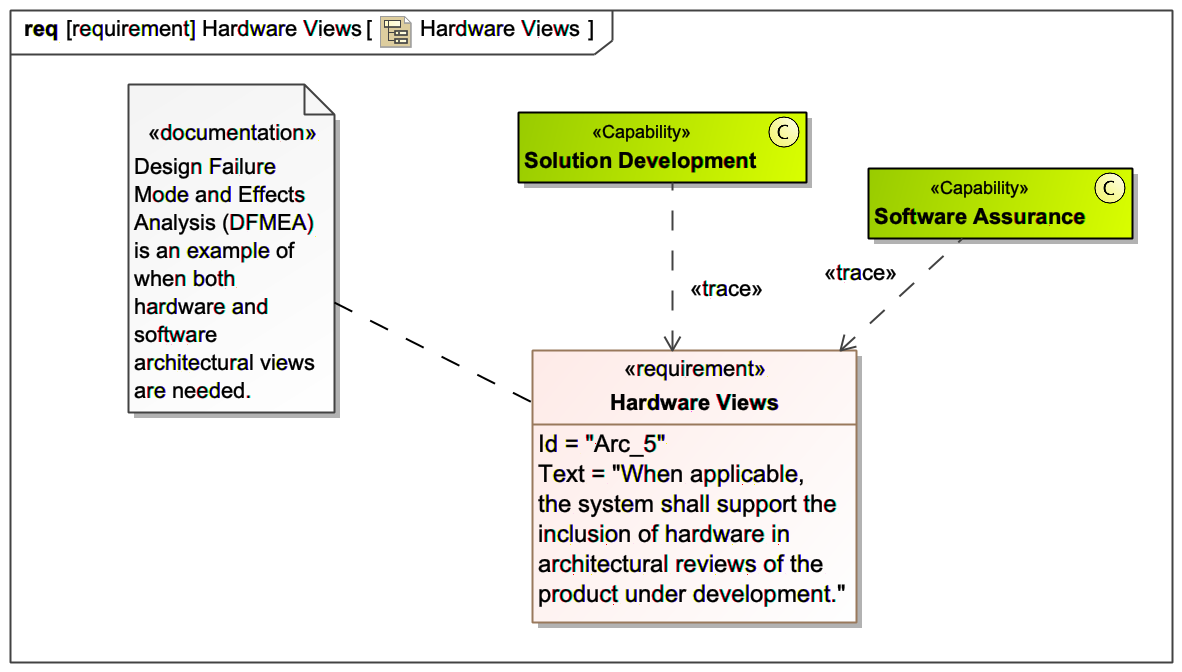 req [requirement] Hardware Views [ Hardware Views ]
«documentation»
Design Failure
Mode and Effects
Analysis (DFMEA)
is an example of
when both
hardware and
software
architectural views
are needed.
«Capability»
C
Solution Development
«Capability»
C
Software Assurance
«trace»
«trace»
«requirement»
Hardware Views
Id = "Arc_5"
Text = "When applicable,
the system shall support the
inclusion of hardware in
architectural reviews of the
product under development."